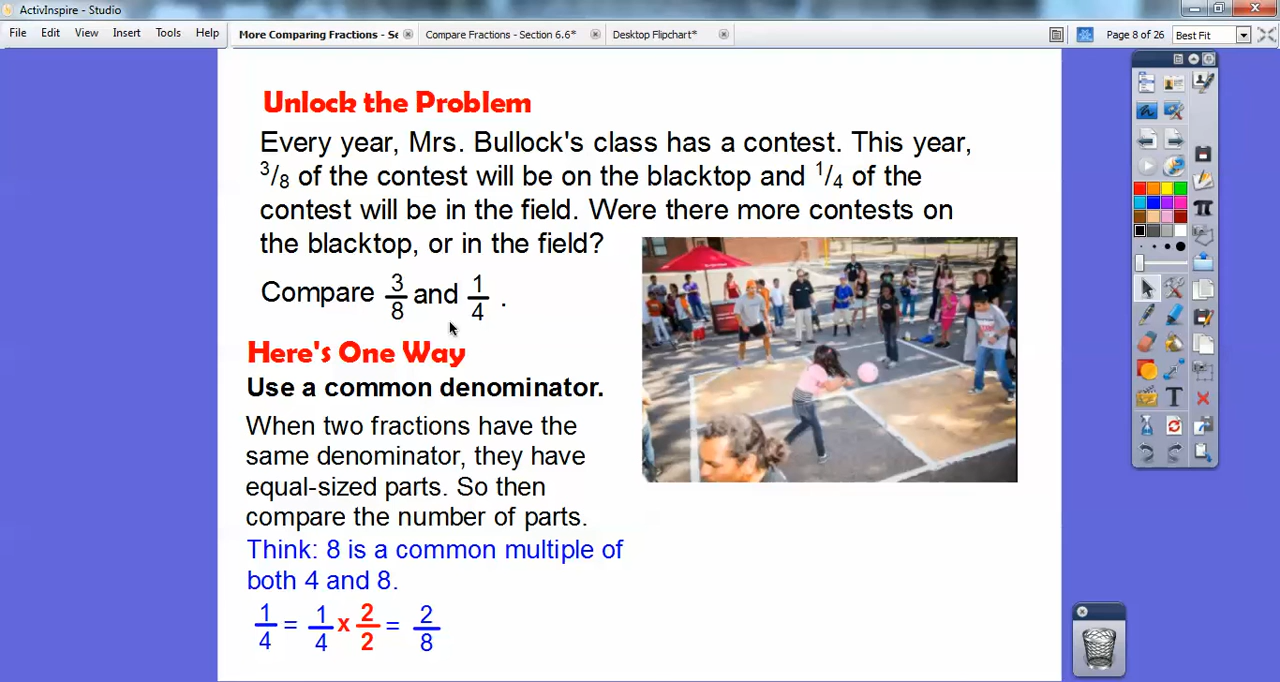 ActivInspire - Studio
File Edit View Insert Tools Help
More Comparing Fractions - Se Compare Fractions - Section 6.6* Desktop Flipchart* Page 8 of 26 Best Fit
Unlock the Problem
Every year, Mrs. Bullock's class has a contest. This year,
3/8 of the contest will be on the blacktop and 1/4 of the
contest will be in the field. Were there more contests on
the blacktop, or in the field?
Compare 3/8 and 1/4 .
Here's One Way
Use a common denominator.
When two fractions have the
same denominator, they have
equal-sized parts. So then
compare the number of parts.
Think: 8 is a common multiple of
both 4 and 8.
1/4 = 1/4 x 2/2 = 2/8